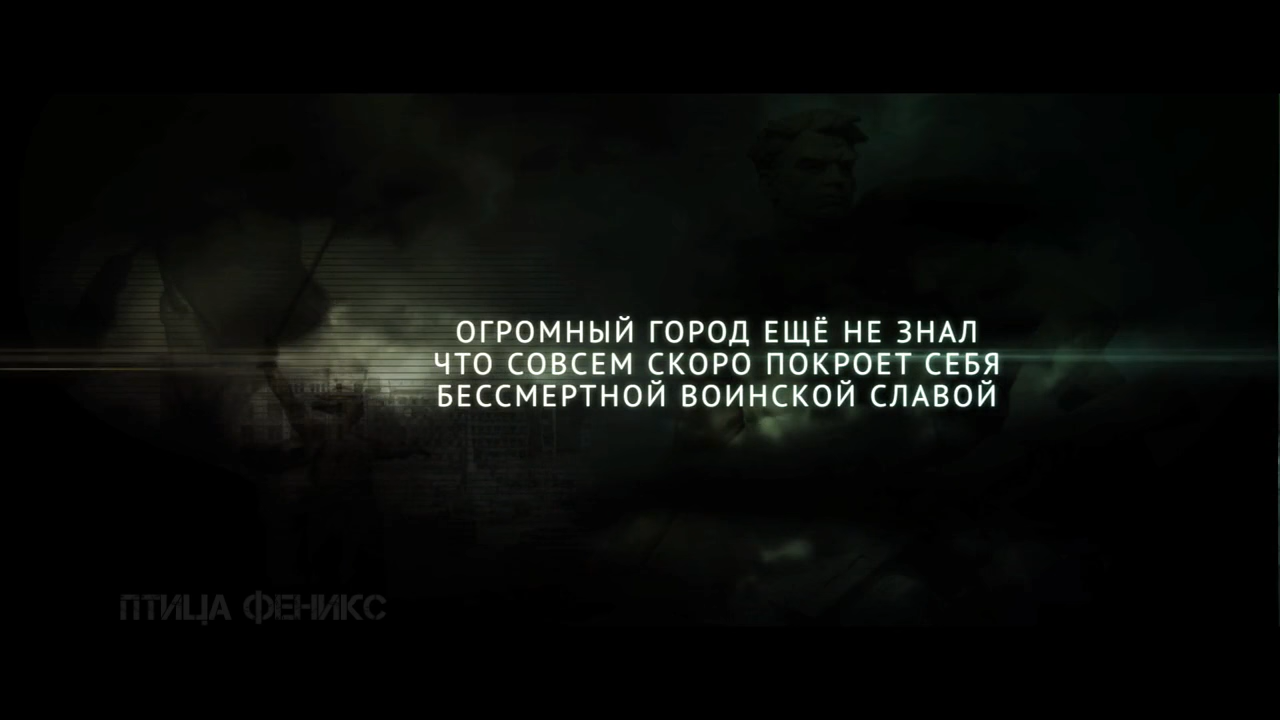 ОГРОМНЫЙ ГОРОД ЕЩЁ НЕ ЗНАЛ
ЧТО СОВСЕМ СКОРО ПОКРОЕТ СЕБЯ
БЕССМЕРТНОЙ ВОИНСКОЙ СЛАВОЙ
ПТИЦА ФЕНИКС